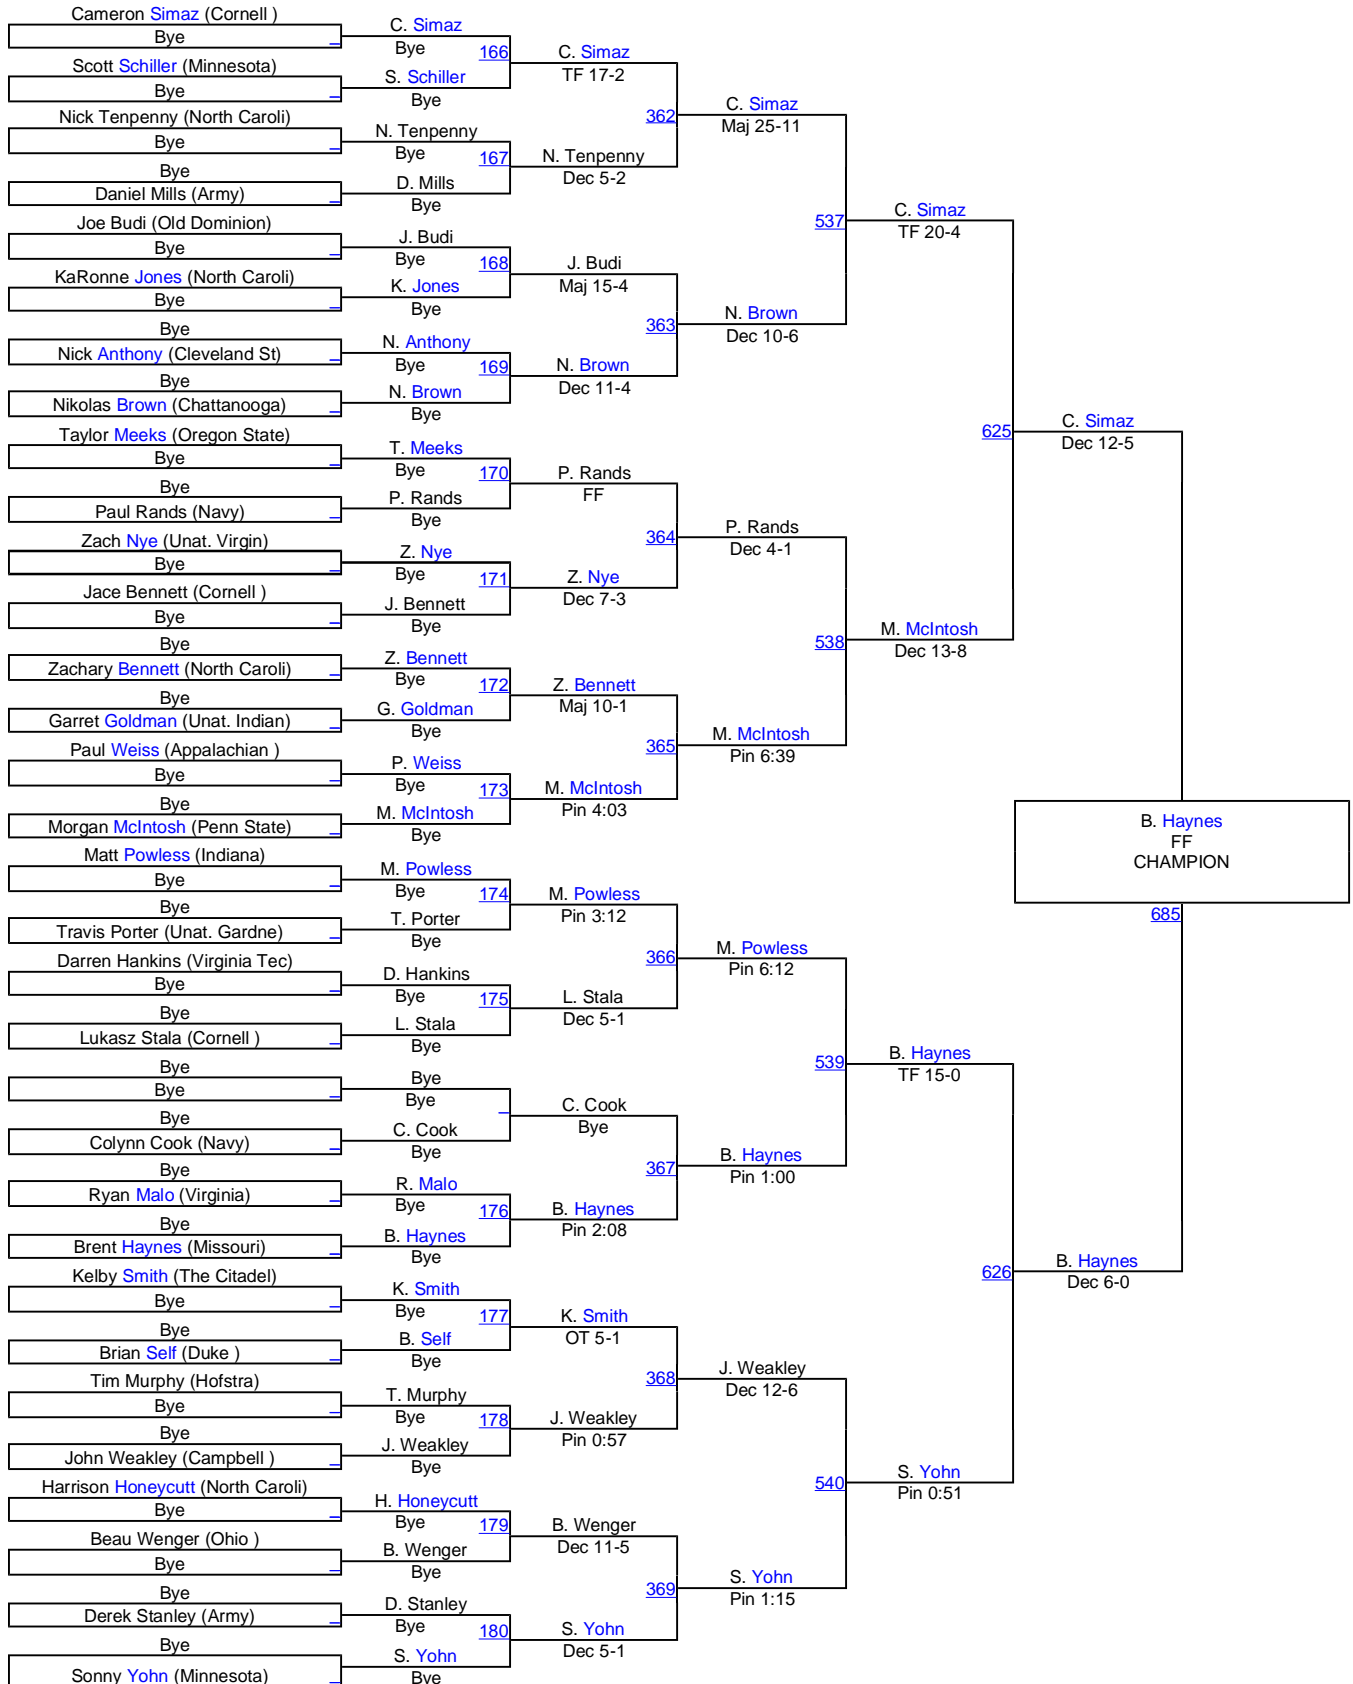 Cameron Simaz (Cornell )
Bye
Scott Schiller (Minnesota)
Bye
Nick Tenpenny (North Caroli)
Bye
Bye
Daniel Mills (Army)
Joe Budi (Old Dominion)
Bye
KaRonne Jones (North Caroli)
Bye
Bye
Nick Anthony (Cleveland St)
Bye
Nikolas Brown (Chattanooga)
Taylor Meeks (Oregon State)
Bye
Bye
Paul Rands (Navy)
Zach Nye (Unat. Virgin)
Bye
Jace Bennett (Cornell )
Bye
Bye
Zachary Bennett (North Caroli)
Bye
Garret Goldman (Unat. Indian)
Paul Weiss (Appalachian )
Bye
Bye
Morgan McIntosh (Penn State)
Matt Powless (Indiana)
Bye
Bye
Travis Porter (Unat. Gardne)
Darren Hankins (Virginia Tec)
Bye
Bye
Lukasz Stala (Cornell )
Bye
Bye
Bye
Colynn Cook (Navy)
Bye
Ryan Malo (Virginia)
Bye
Brent Haynes (Missouri)
Kelby Smith (The Citadel)
Bye
Bye
Brian Self (Duke )
Tim Murphy (Hofstra)
Bye
Bye
John Weakley (Campbell )
Harrison Honeycutt (North Caroli)
Bye
Beau Wenger (Ohio )
Bye
Bye
Derek Stanley (Army)
Bye
Sonny Yohn (Minnesota)
C. Simaz
Bye
166
S. Schiller
Bye
N. Tenpenny
Bye
167
D. Mills
Bye
J. Budi
Bye
168
K. Jones
Bye
N. Anthony
Bye
169
N. Brown
Bye
T. Meeks
Bye
170
P. Rands
Bye
Z. Nye
Bye
171
J. Bennett
Bye
Z. Bennett
Bye
172
G. Goldman
Bye
P. Weiss
Bye
173
M. McIntosh
Bye
M. Powless
Bye
174
T. Porter
Bye
D. Hankins
Bye
175
L. Stala
Bye
Bye
Bye
C. Cook
Bye
R. Malo
Bye
176
B. Haynes
Bye
K. Smith
Bye
177
B. Self
Bye
T. Murphy
Bye
178
J. Weakley
Bye
H. Honeycutt
Bye
179
B. Wenger
Bye
D. Stanley
Bye
180
S. Yohn
Bye
C. Simaz
TF 17-2
362
N. Tenpenny
Dec 5-2
J. Budi
Maj 15-4
363
N. Brown
Dec 11-4
P. Rands
FF
364
Z. Nye
Dec 7-3
Z. Bennett
Maj 10-1
365
M. McIntosh
Pin 4:03
M. Powless
Pin 3:12
366
L. Stala
Dec 5-1
C. Cook
Bye
367
B. Haynes
Pin 2:08
K. Smith
OT 5-1
368
J. Weakley
Pin 0:57
B. Wenger
Dec 11-5
369
S. Yohn
Dec 5-1
C. Simaz
Maj 25-11
537
N. Brown
Dec 10-6
P. Rands
Dec 4-1
538
M. McIntosh
Pin 6:39
M. Powless
Pin 6:12
539
B. Haynes
Pin 1:00
J. Weakley
Dec 12-6
540
S. Yohn
Pin 1:15
C. Simaz
TF 20-4
625
M. McIntosh
Dec 13-8
B. Haynes
TF 15-0
626
S. Yohn
Pin 0:51
C. Simaz
Dec 12-5
B. Haynes
FF
CHAMPION
685
B. Haynes
Dec 6-0